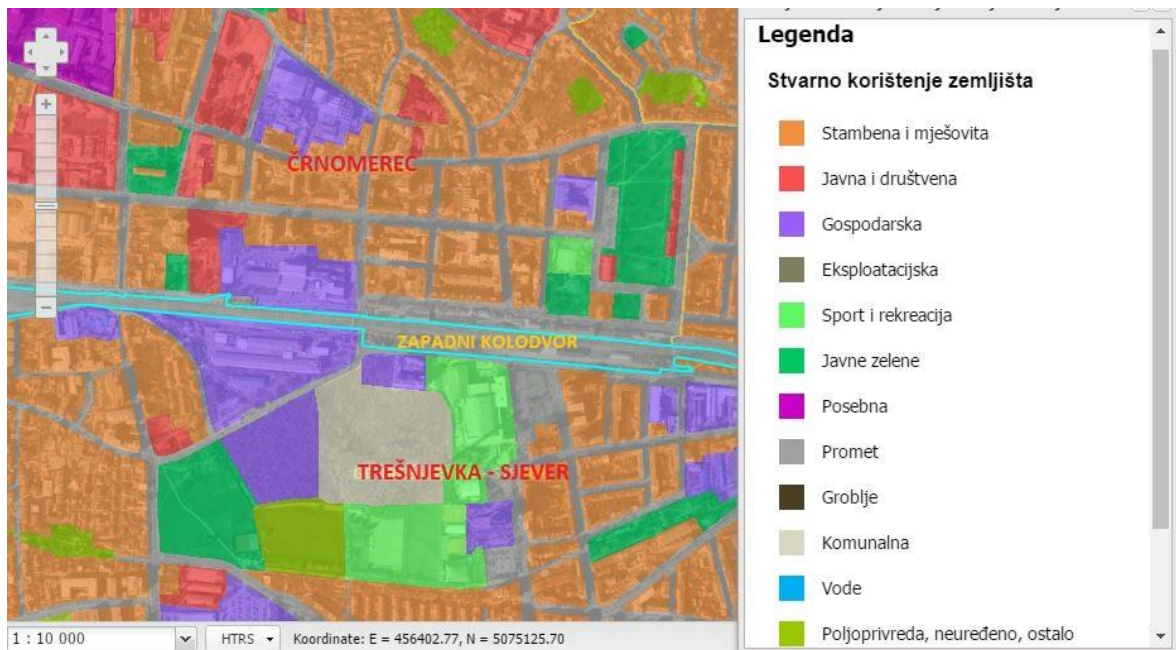 Legenda
Stvarno korištenje zemljišta
Stambena i mješovita
Javna i društvena
Gospodarska
Eksploatacijska
Sport i rekreacija
Javne zelene
Posebna
Promet
Groblje
Komunalna
Vode
Poljoprivreda, neuređeno, ostalo
ČRNOMEREC
ZAPADNI KOLODVOR
TREŠNJEVKA - SJEVER
1 : 10 000
HTRS
Koordinate: E = 456402.77, N = 5075125.70